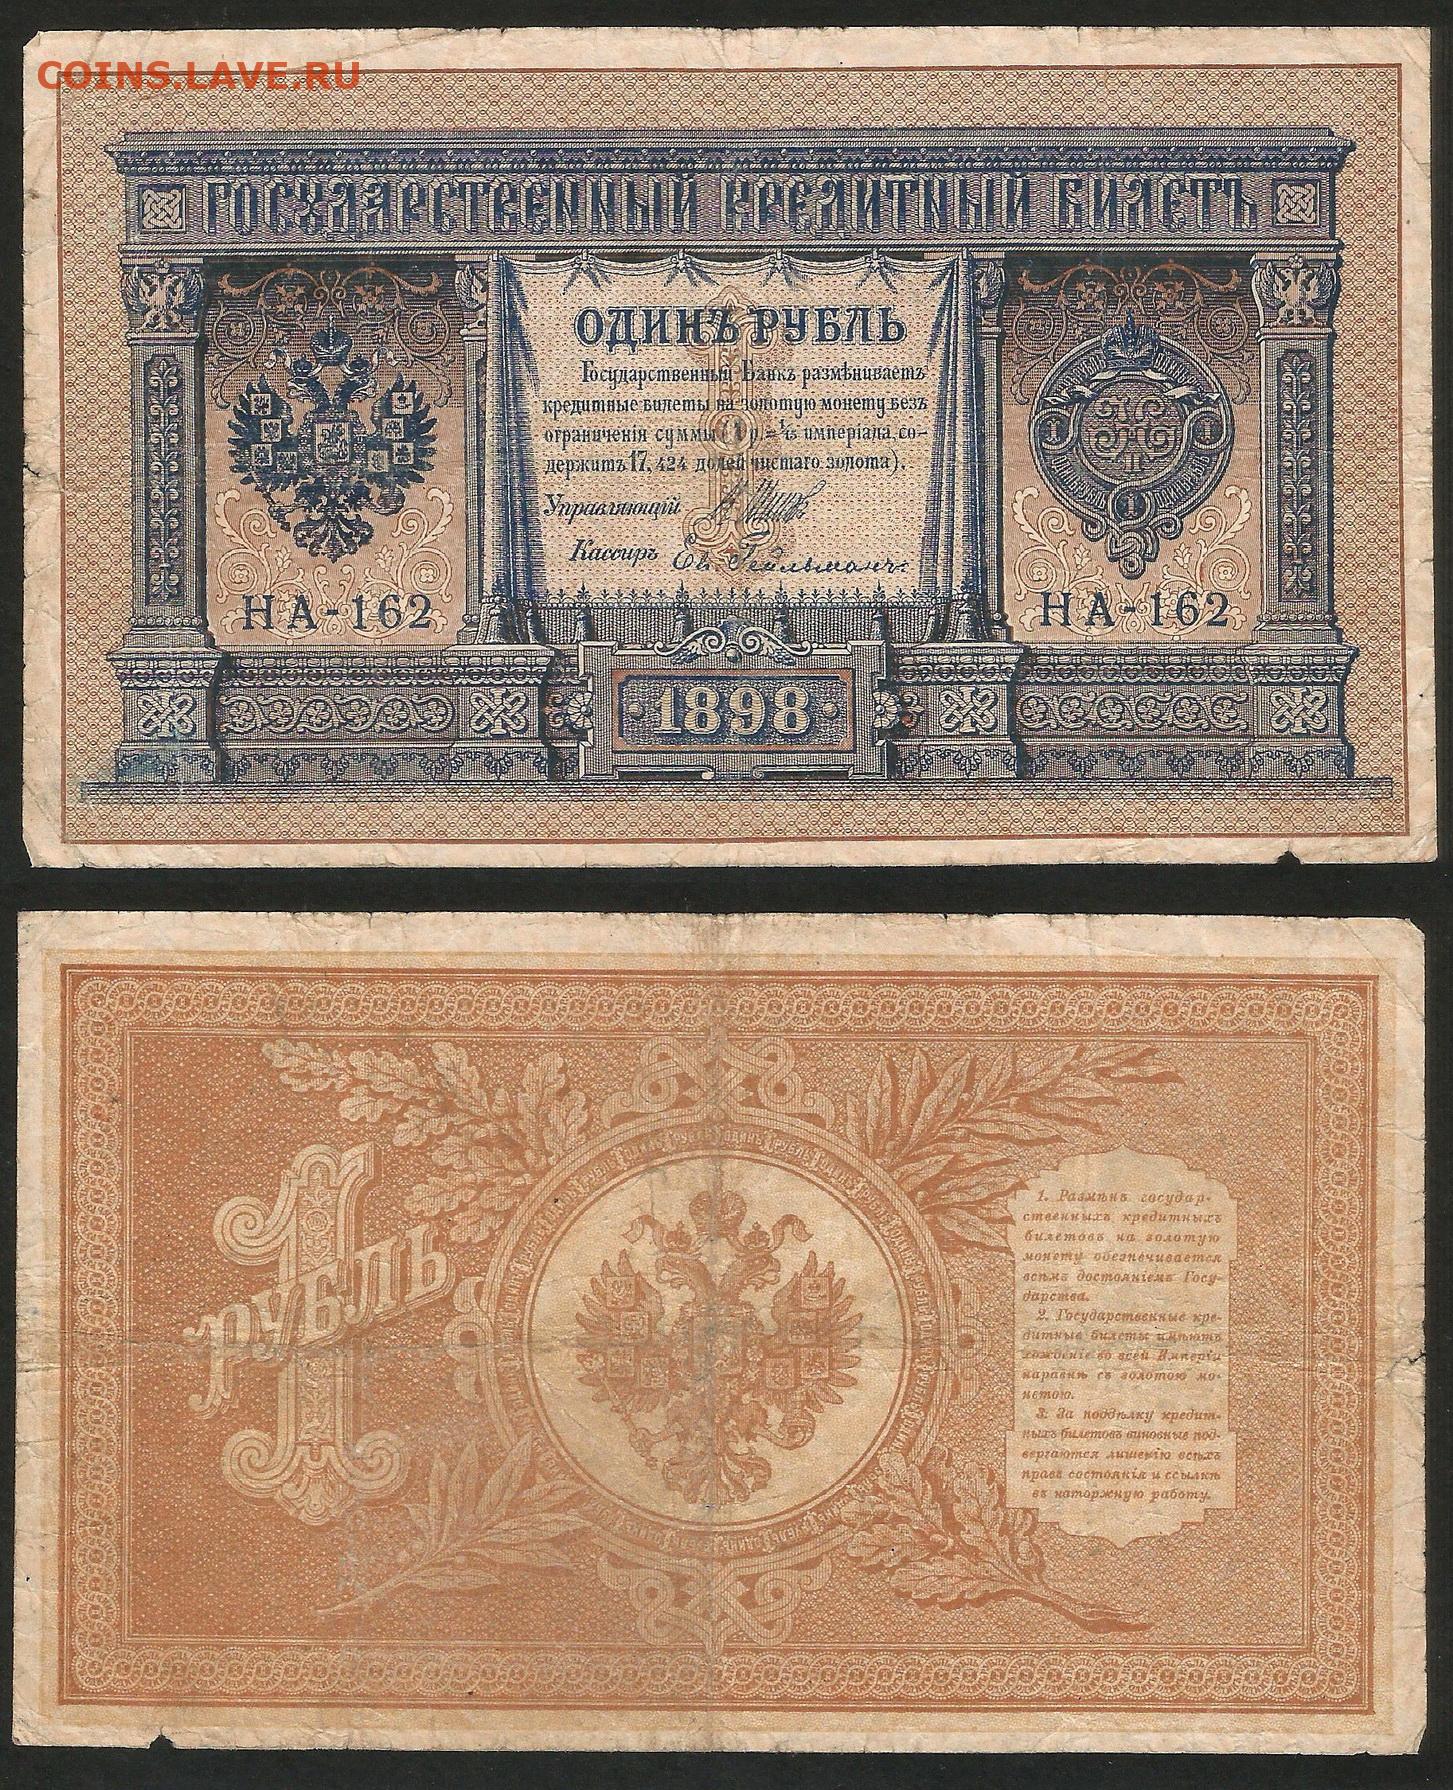 COINS.LAVE.RU
ГОСУДАРСТВЕННЫЙ КРЕДИТНЫЙ БИЛЕТЪ
ОДИНЪ РУБЛЬ
Государственный Банкъ размѣниваетъ
кредитные билеты на золотую монету безъ
ограниченія суммы (1 р. = 1/15 имперіала, со-
держитъ 17,424 долей чистаго золота).
Управляющій
Кассиръ
НА-162 НА-162
1898
1 РУБЛЬ
1. Размѣнъ государ-
ственныхъ кредитныхъ
билетовъ на золотую
монету обезпечивается
всѣмъ достояніемъ Госу-
дарства.
2. Государственные кре-
дитные билеты имѣютъ
хожденіе во всей Имперіи
наравнѣ съ золотою мо-
нетою.
3. За поддѣлку кредит-
ныхъ билетовъ виновные под-
вергаются лишенію всѣхъ
правъ состоянія и ссылкѣ
въ каторжную работу.